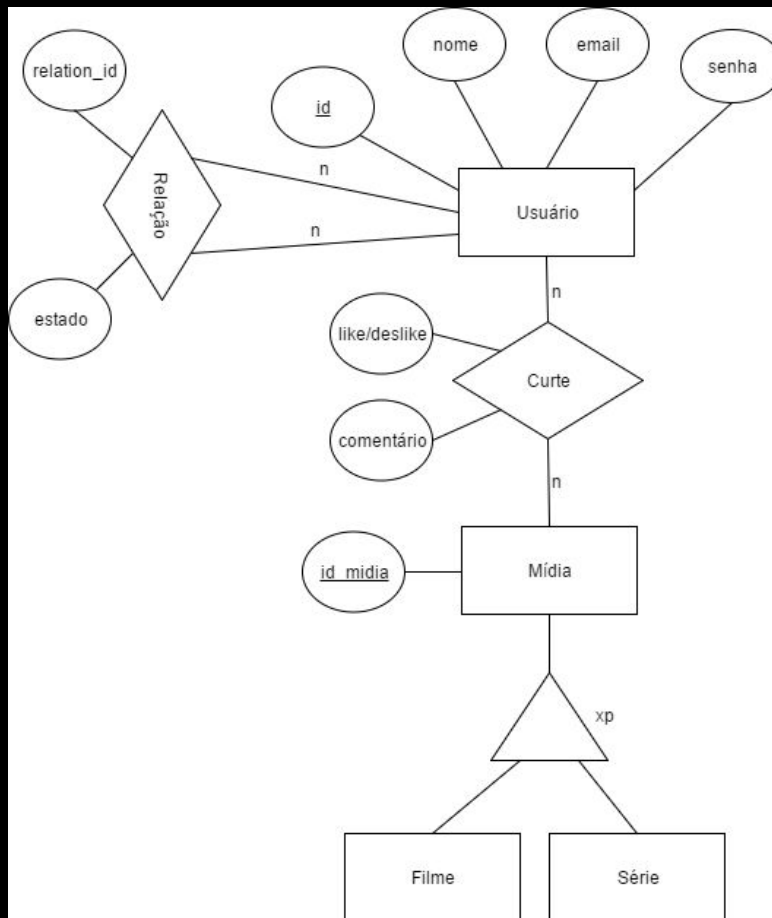 nome
email
senha
relation_id
id
n
Relação
Usuário
n
estado
n
like/deslike
Curte
comentário
n
id_midia
Mídia
xp
Filme
Série